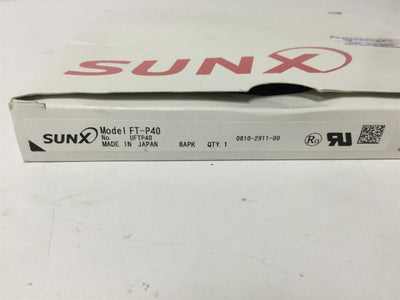 SUNX
SUNX
Model FT-P40
No. UFTP40
MADE IN JAPAN 8APK QTY. 1
0810-2911-00